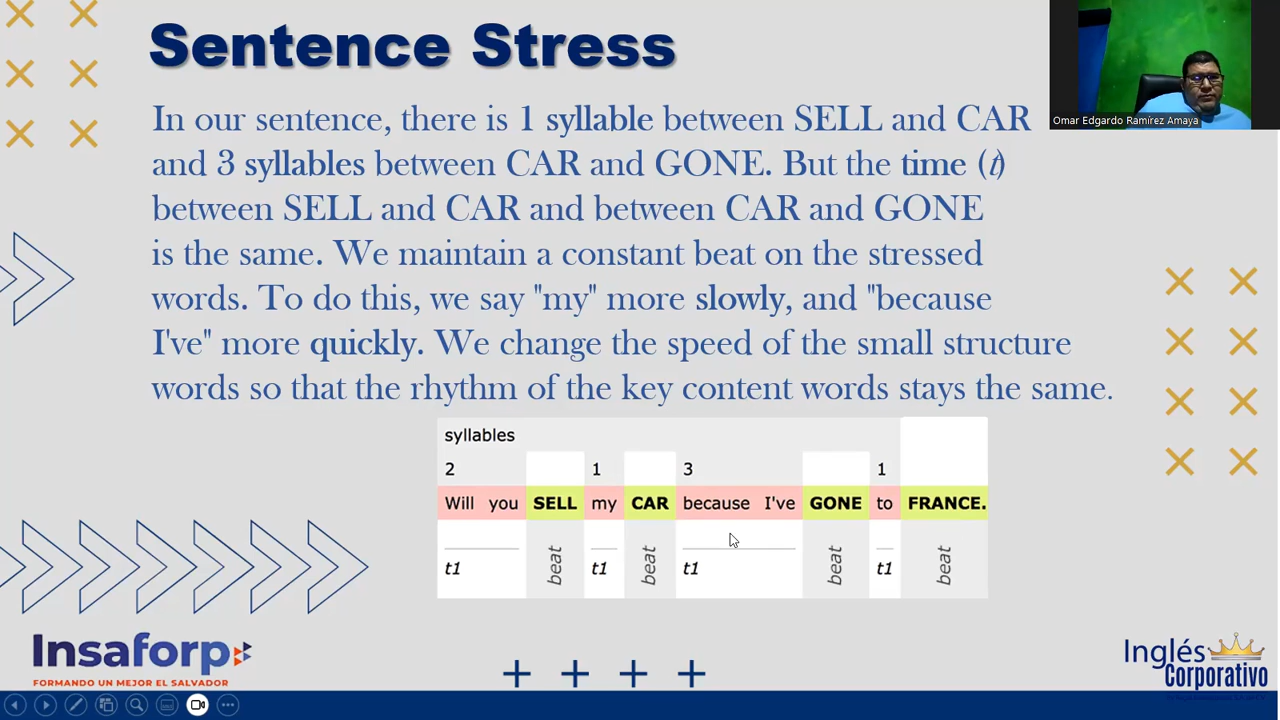 Sentence Stress
Omar Edgardo Ramírez Amaya
In our sentence, there is 1 syllable between SELL and CAR
and 3 syllables between CAR and GONE. But the time (t)
between SELL and CAR and between CAR and GONE
is the same. We maintain a constant beat on the stressed
words. To do this, we say "my" more slowly, and "because
I've" more quickly. We change the speed of the small structure
words so that the rhythm of the key content words stays the same.
syllables
2 1 3 1
Will you SELL my CAR because I've GONE to FRANCE.
t1 beat t1 beat t1 beat t1 beat
Insaforp
FORMANDO UN MEJOR EL SALVADOR
Inglés
Corporativo